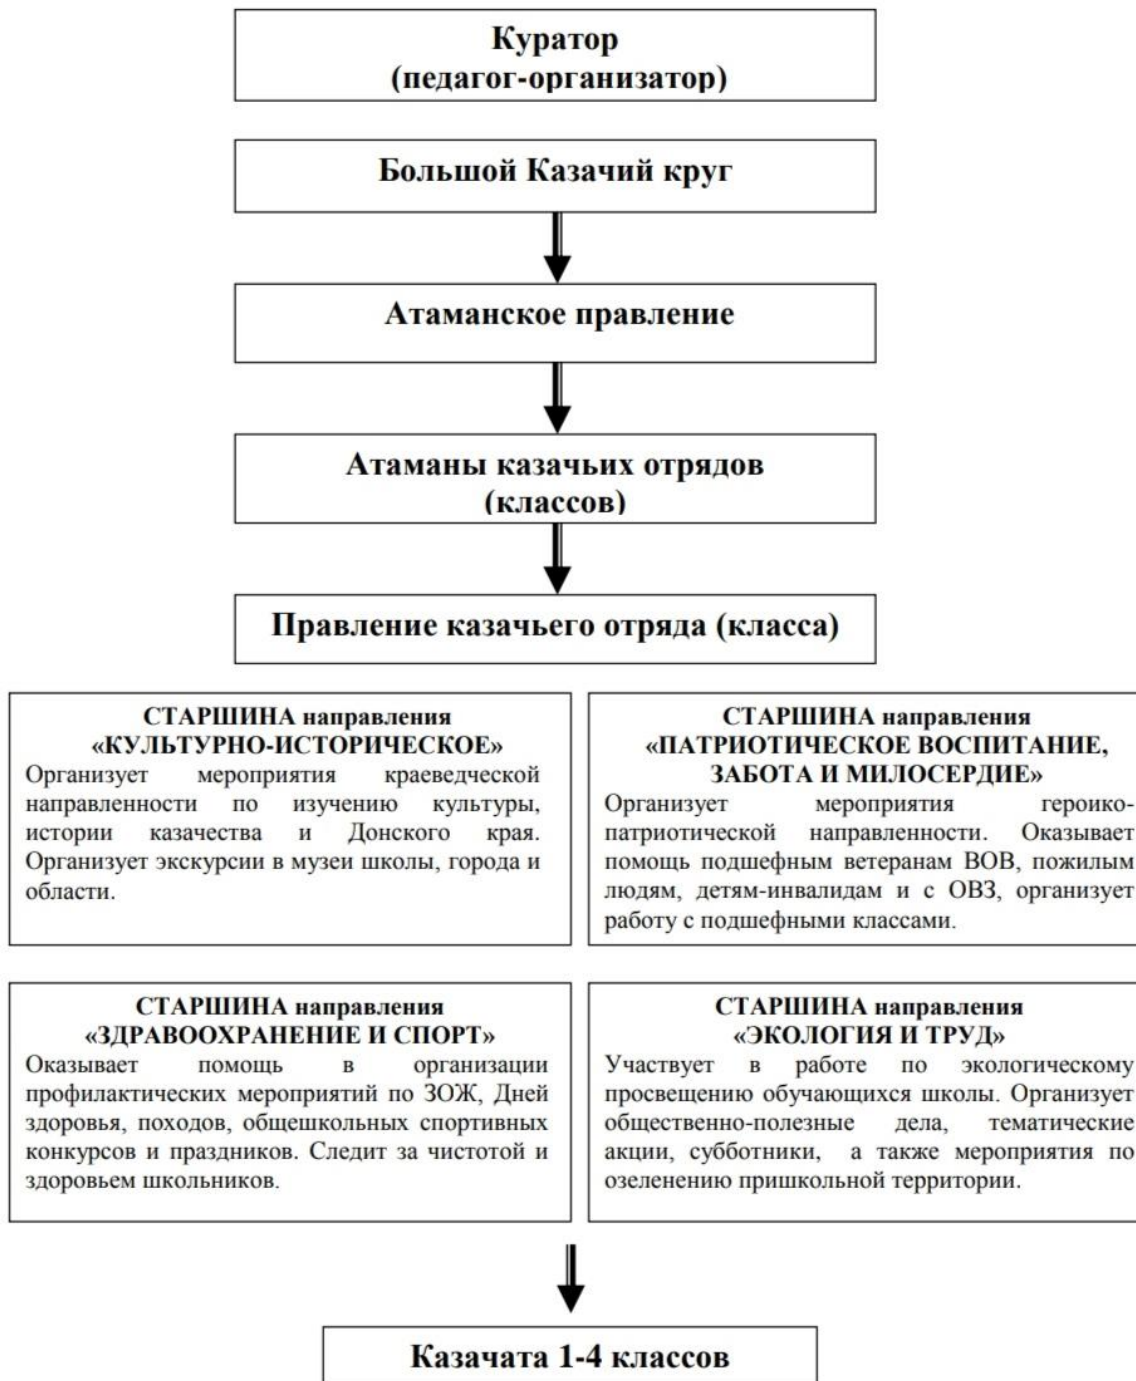 Куратор
(педагог-организатор)
Большой Казачий круг
Атаманское правление
Атаманы казачьих отрядов
(классов)
Правление казачьего отряда (класса)
СТАРШИНА направления
«КУЛЬТУРНО-ИСТОРИЧЕСКОЕ»
Организует мероприятия краеведческой
направленности по изучению культуры,
истории казачества и Донского края.
Организует экскурсии в музеи школы, города и
области.
СТАРШИНА направления
«ПАТРИОТИЧЕСКОЕ ВОСПИТАНИЕ,
ЗАБОТА И МИЛОСЕРДИЕ»
Организует мероприятия героико-
патриотической направленности. Оказывает
помощь подшефным ветеранам ВОВ, пожилым
людям, детям-инвалидам и с ОВЗ, организует
работу с подшефными классами.
СТАРШИНА направления
«ЗДРАВООХРАНЕНИЕ И СПОРТ»
Оказывает помощь в организации
профилактических мероприятий по ЗОЖ, Дней
здоровья, походов, общешкольных спортивных
конкурсов и праздников. Следит за чистотой и
здоровьем школьников.
СТАРШИНА направления
«ЭКОЛОГИЯ И ТРУД»
Участвует в работе по экологическому
просвещению обучающихся школы. Организует
общественно-полезные дела, тематические
акции, субботники, а также мероприятия по
озеленению пришкольной территории.
Казачата 1-4 классов